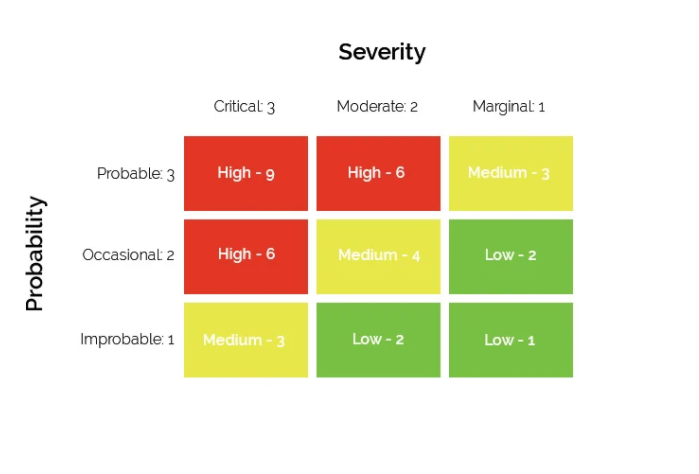 Severity
Critical: 3 Moderate: 2 Marginal: 1
Probability
Probable: 3 High - 9 High - 6 Medium - 3
Occasional: 2 High - 6 Medium - 4 Low - 2
Improbable: 1 Medium - 3 Low - 2 Low - 1